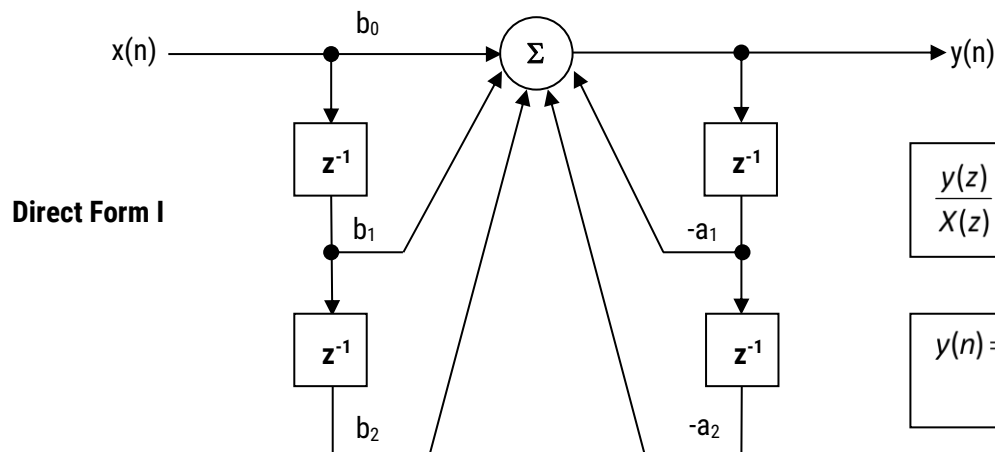 b₀
x(n)
Σ
y(n)
z⁻¹
z⁻¹
y(z)
X(z)
Direct Form I
b₁
-a₁
z⁻¹
z⁻¹
y(n) =
b₂
-a₂